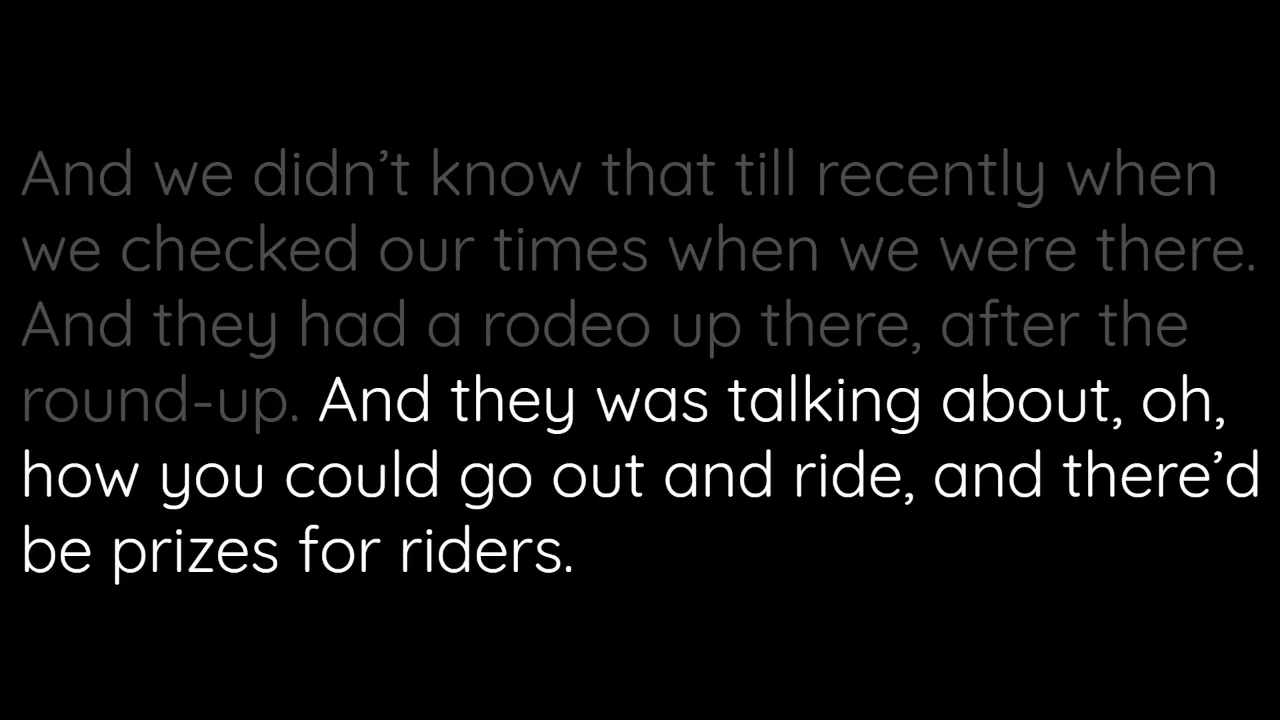 And we didn’t know that till recently when
we checked our times when we were there.
And they had a rodeo up there, after the
round-up. And they was talking about, oh,
how you could go out and ride, and there’d
be prizes for riders.